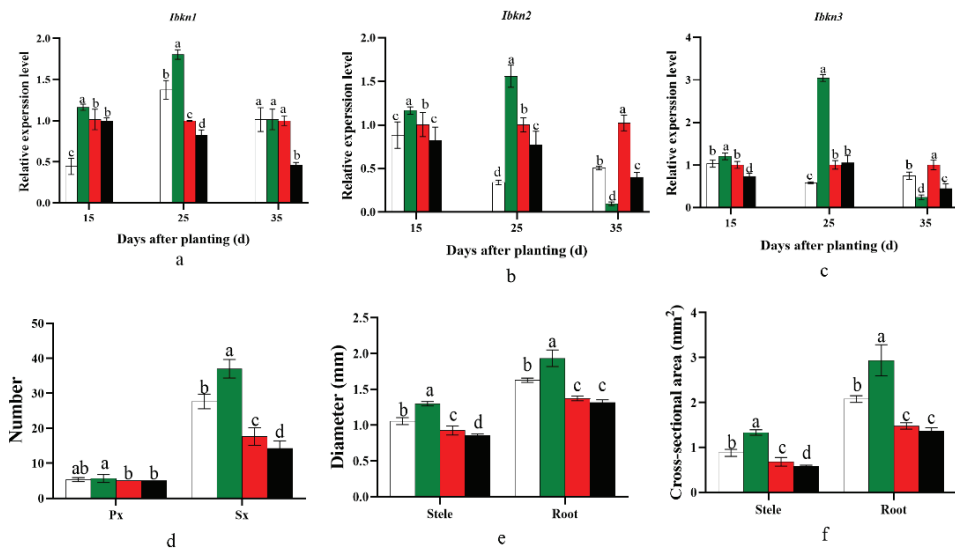 Ibkn1
Relative experssion level
2.0
1.5
1.0
0.5
0.0
c
a
b
c
b
a
c
d
a
a
a
b
15
25
35
Days after planting (d)
a
Ibkn2
Relative experssion level
2.0
1.5
1.0
0.5
0.0
c
a
b
c
d
a
b
c
b
d
a
c
15
25
35
Days after planting (d)
b
Ibkn3
Relative experssion level
4
3
2
1
0
b
a
b
d
c
a
b
b
b
d
a
c
15
25
35
Days after planting (d)
c
Number
50
40
30
20
10
0
ab
a
b
b
b
a
c
d
Px
Sx
d
Diameter (mm)
2.5
2.0
1.5
1.0
0.5
0.0
b
a
c
d
b
a
c
c
Stele
Root
e
Cross-sectional area (mm²)
4
3
2
1
0
b
a
c
d
b
a
c
c
Stele
Root
f